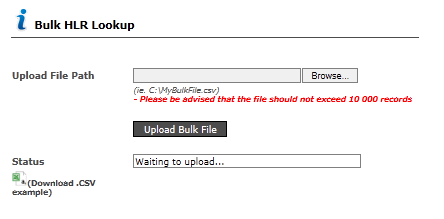 Bulk HLR Lookup
Upload File Path
Browse...
(ie. C:\MyBulkFile.csv)
- Please be advised that the file should not exceed 10 000 records
Upload Bulk File
Status
Waiting to upload...
(Download .CSV
example)